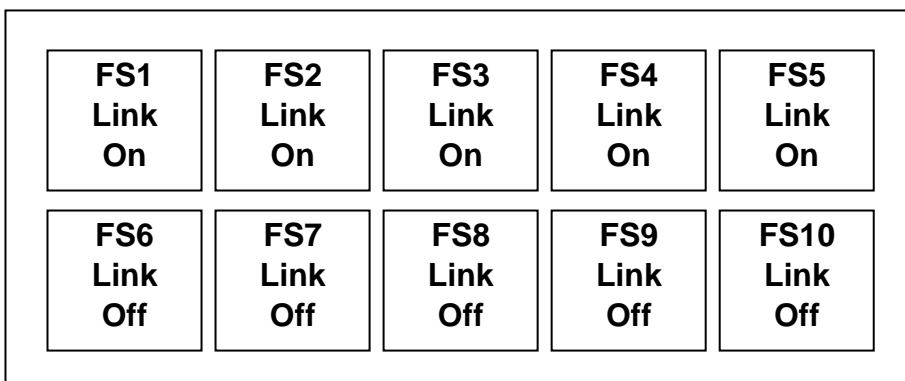 FS1
Link
On
FS2
Link
On
FS3
Link
On
FS4
Link
On
FS5
Link
On
FS6
Link
Off
FS7
Link
Off
FS8
Link
Off
FS9
Link
Off
FS10
Link
Off